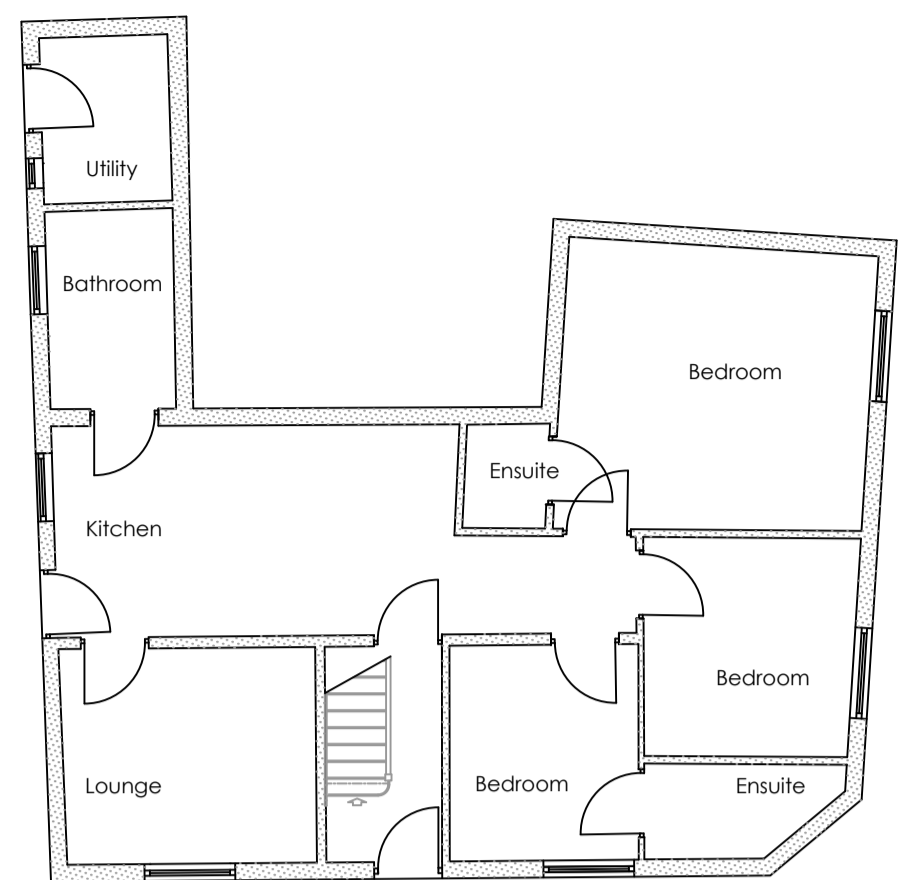 Utility
Bathroom
Bedroom
Ensuite
Kitchen
Bedroom
Lounge
Bedroom
Ensuite